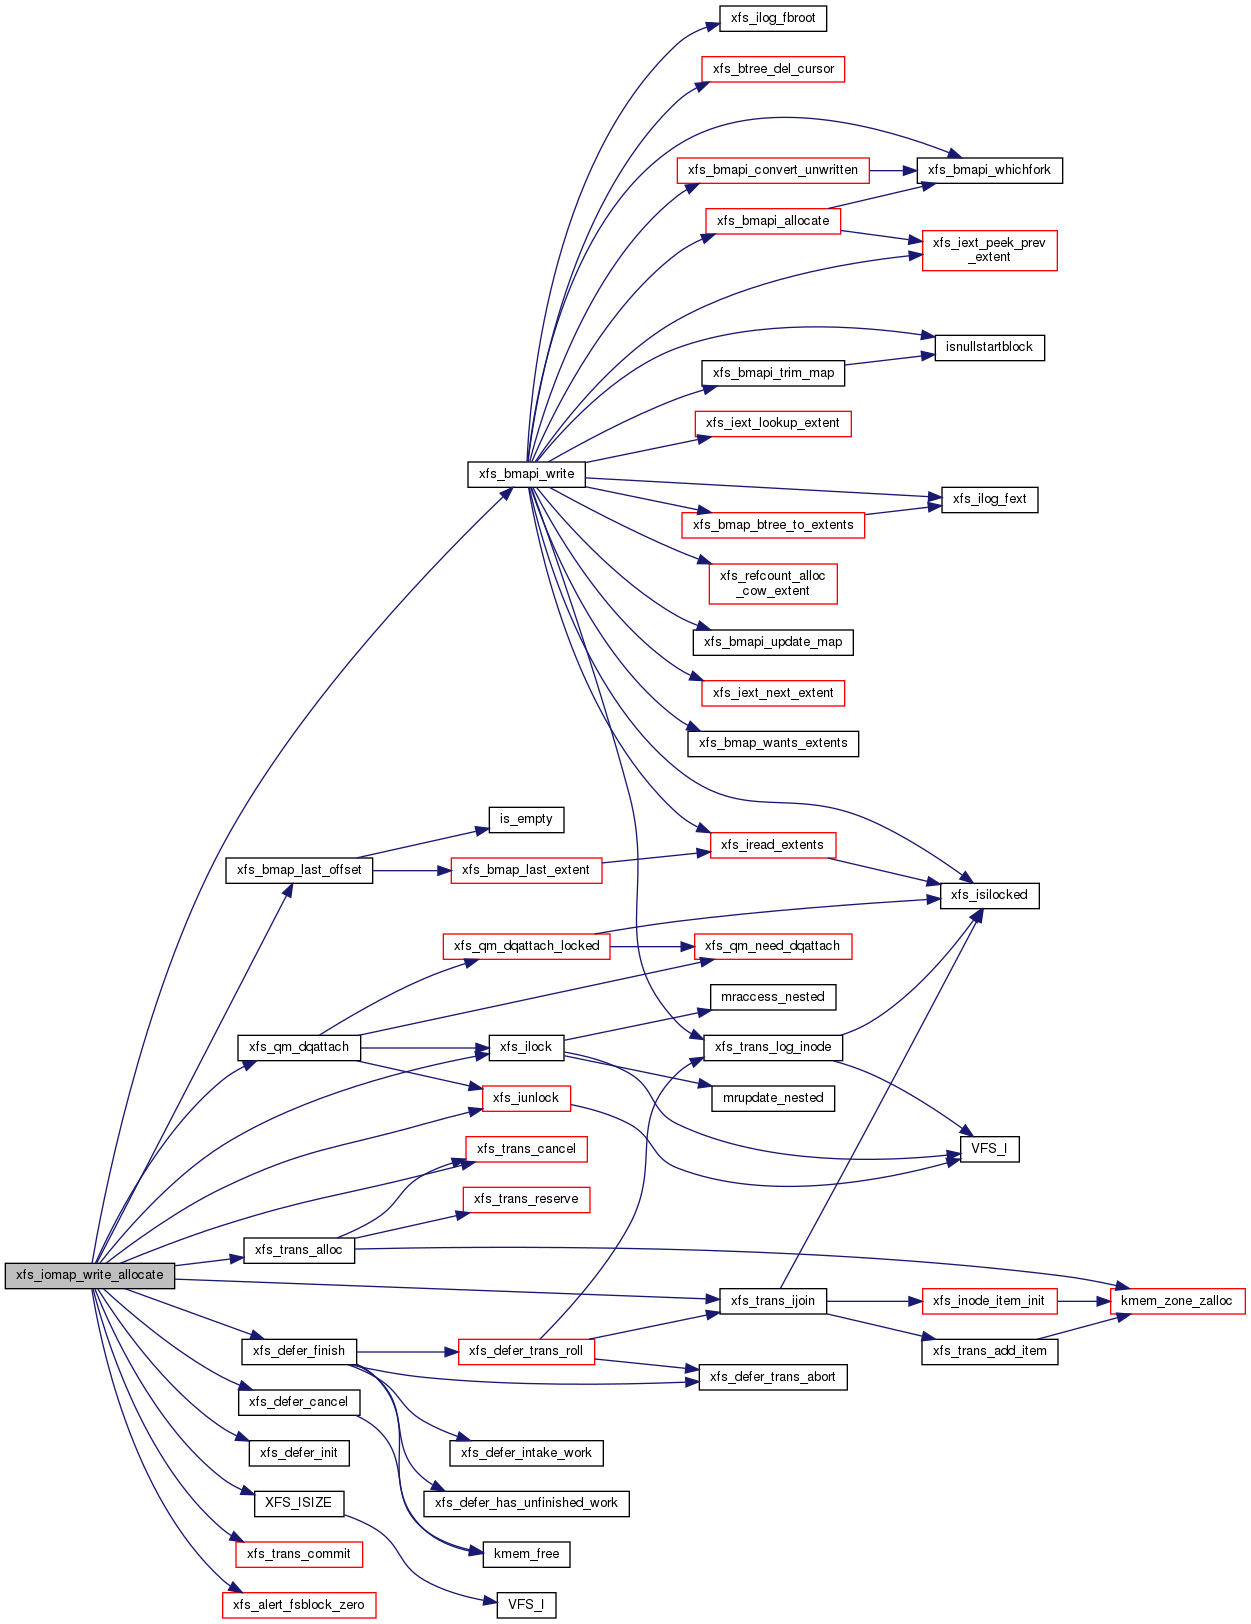 xfs_ilog_fbroot
xfs_btree_del_cursor
xfs_bmapi_convert_unwritten
xfs_bmapi_whichfork
xfs_bmapi_allocate
xfs_iext_peek_prev
_extent
isnullstartblock
xfs_bmapi_trim_map
xfs_iext_lookup_extent
xfs_bmapi_write
xfs_ilog_fext
xfs_bmap_btree_to_extents
xfs_refcount_alloc
_cow_extent
xfs_bmapi_update_map
xfs_iext_next_extent
xfs_bmap_wants_extents
is_empty
xfs_iread_extents
xfs_bmap_last_offset
xfs_bmap_last_extent
xfs_isilocked
xfs_qm_dqattach_locked
xfs_qm_need_dqattach
mraccess_nested
xfs_qm_dqattach
xfs_ilock
xfs_trans_log_inode
xfs_iunlock
mrupdate_nested
xfs_trans_cancel
VFS_I
xfs_trans_reserve
xfs_trans_alloc
xfs_iomap_write_allocate
xfs_trans_ijoin
xfs_inode_item_init
kmem_zone_zalloc
xfs_defer_finish
xfs_defer_trans_roll
xfs_trans_add_item
xfs_defer_trans_abort
xfs_defer_cancel
xfs_defer_init
xfs_defer_intake_work
XFS_ISIZE
xfs_defer_has_unfinished_work
xfs_trans_commit
kmem_free
xfs_alert_fsblock_zero
VFS_I